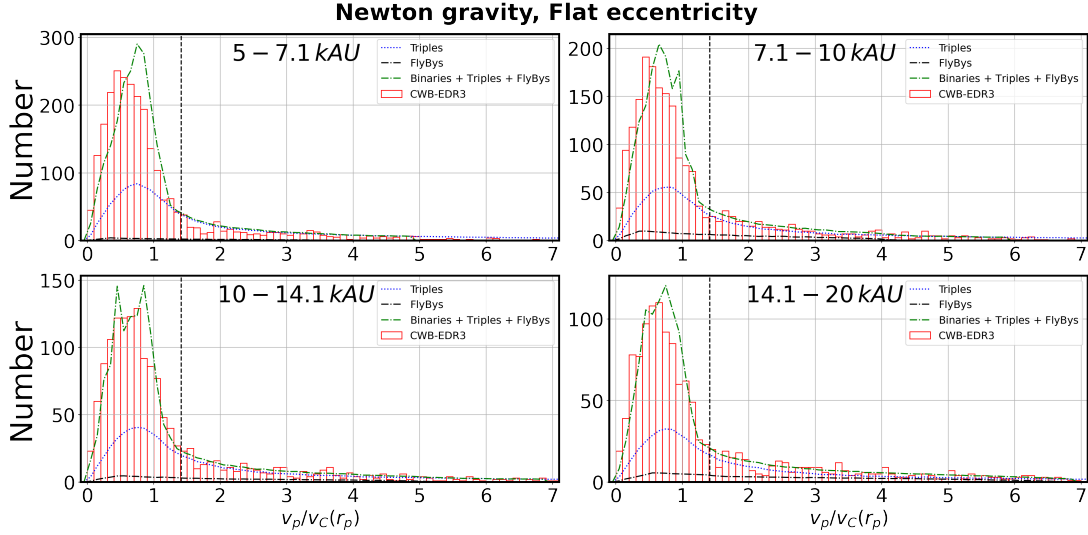 Newton gravity, Flat eccentricity
5 − 7.1 kAU
Triples
FlyBys
Binaries + Triples + FlyBys
CWB-EDR3
Number
300
200
100
0
0 1 2 3 4 5 6 7
7.1 − 10 kAU
Triples
FlyBys
Binaries + Triples + FlyBys
CWB-EDR3
200
150
100
50
0
0 1 2 3 4 5 6 7
10 − 14.1 kAU
Triples
FlyBys
Binaries + Triples + FlyBys
CWB-EDR3
Number
150
100
50
0
0 1 2 3 4 5 6 7
v_p/v_C(r_p)
14.1 − 20 kAU
Triples
FlyBys
Binaries + Triples + FlyBys
CWB-EDR3
100
50
0
0 1 2 3 4 5 6 7
v_p/v_C(r_p)